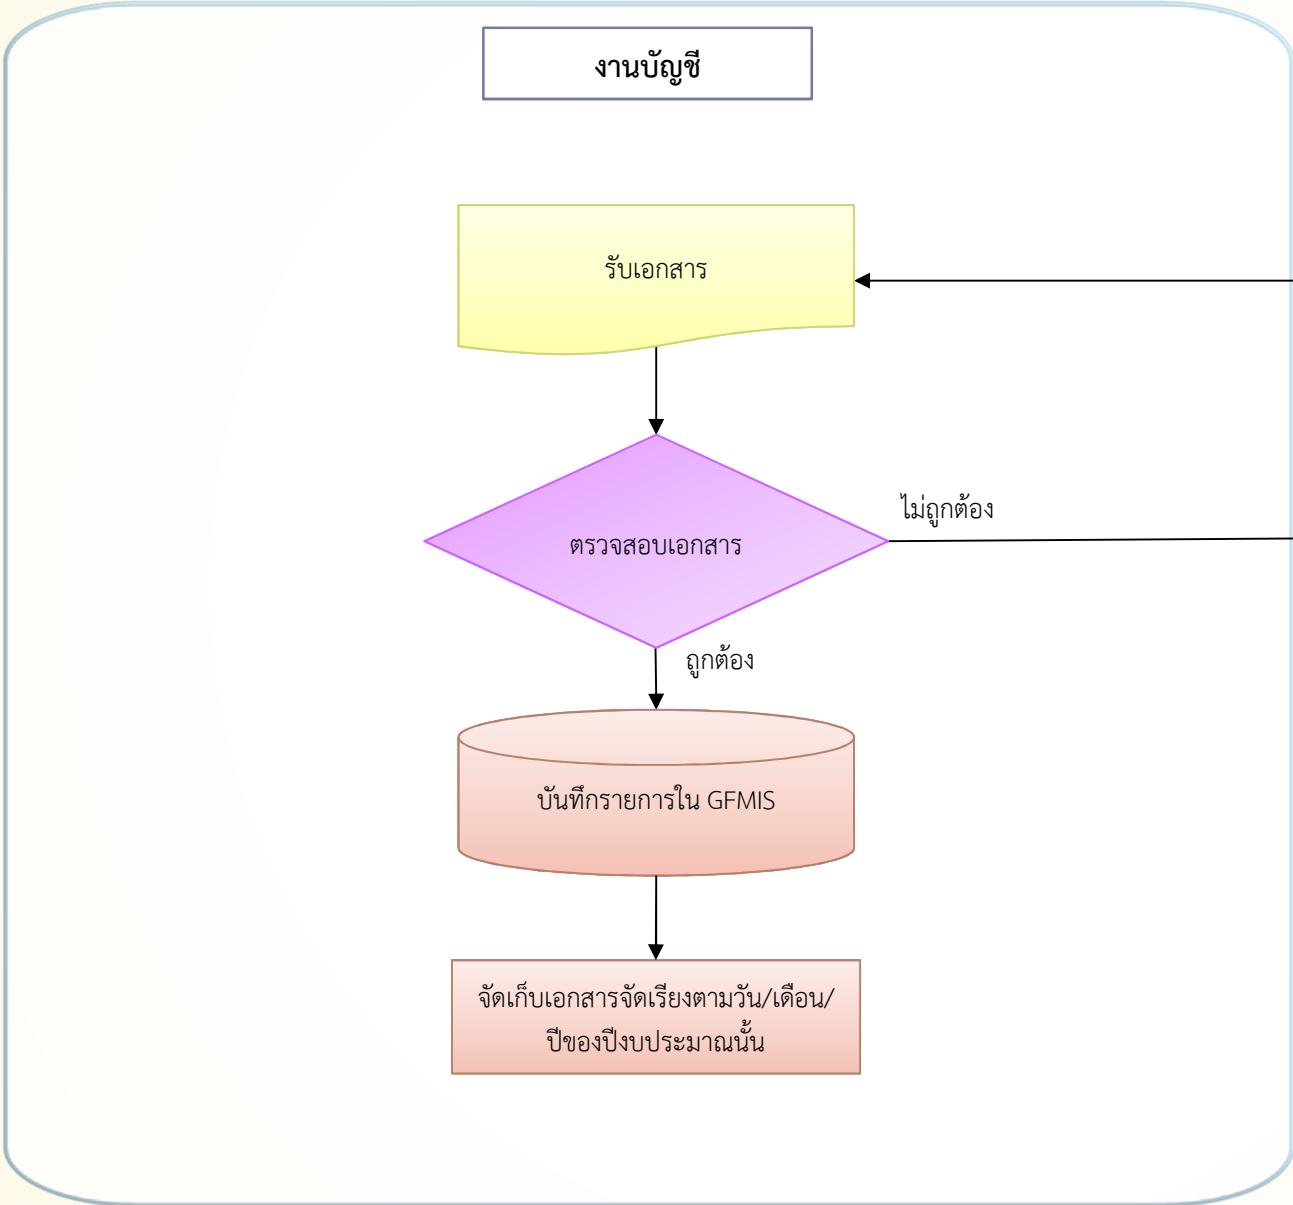 งานบัญชี
รับเอกสาร
ไม่ถูกต้อง
ตรวจสอบเอกสาร
ถูกต้อง
บันทึกรายการใน GFMIS
จัดเก็บเอกสารจัดเรียงตามวัน/เดือน/
ปีของปีงบประมาณนั้น